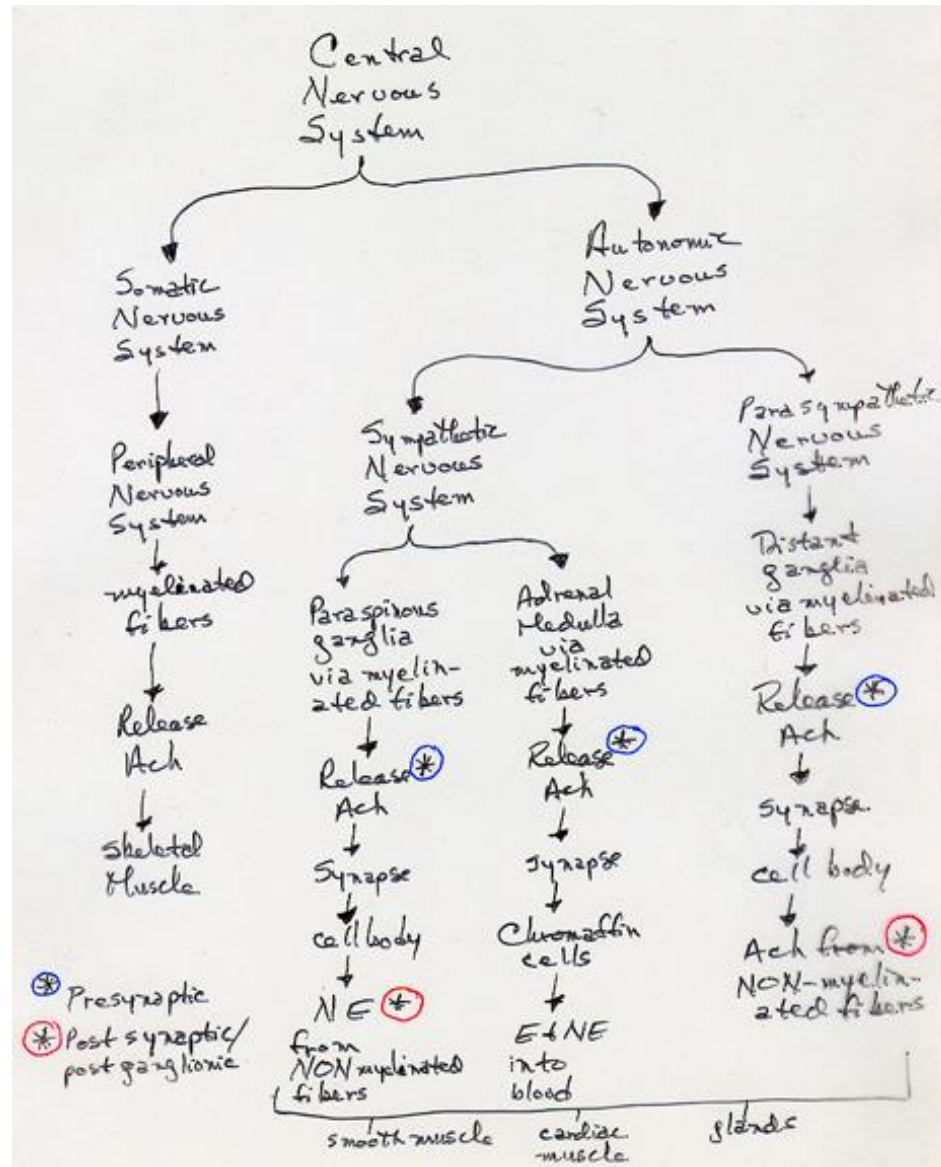 Central
Nervous
System
Somatic
Nervous
System
Peripheral
Nervous
System
myelinated
fibers
Release
Ach
Skeletal
Muscle
Autonomic
Nervous
System
Sympathetic
Nervous
System
Paraspinous
ganglia
via myelin-
ated fibers
Release *
Ach
Synapse
cell body
NE *
from
NON myelinated
fibers
Adrenal
Medulla
via
myelinated
fibers
Release *
Ach
Synapse
Chromaffin
cells
E + NE
into
blood
Parasympathetic
Nervous
System
Distant
ganglia
via myelinated
fibers
Release *
Ach
Synapse
cell body
Ach from *
NON-myelin-
ated fibers
* Presynaptic
* Post synaptic/
post ganglionic
smooth muscle
cardiac
muscle
glands